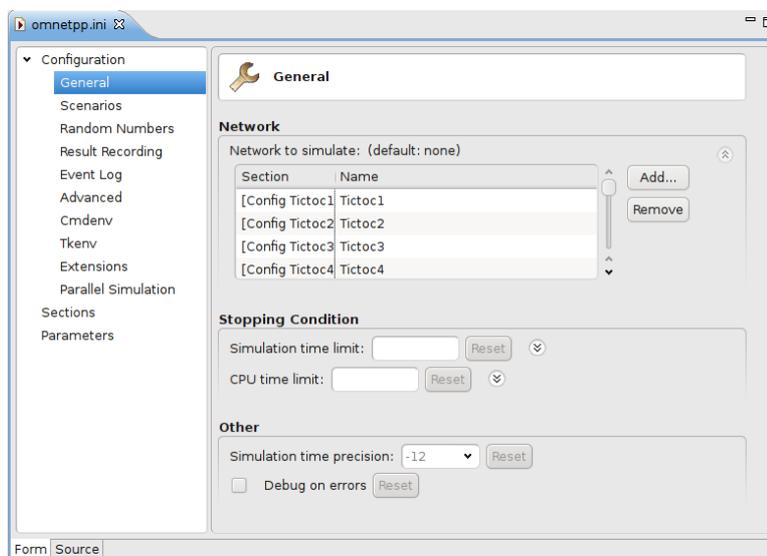 omnetpp.ini
Configuration
General
Scenarios
Random Numbers
Result Recording
Event Log
Advanced
Cmdenv
Tkenv
Extensions
Parallel Simulation
Sections
Parameters
General
Network
Network to simulate: (default: none)
Section Name
[Config Tictoc1 Tictoc1
[Config Tictoc2 Tictoc2
[Config Tictoc3 Tictoc3
[Config Tictoc4 Tictoc4
Add...
Remove
Stopping Condition
Simulation time limit: Reset
CPU time limit: Reset
Other
Simulation time precision: -12 Reset
Debug on errors Reset
Form Source